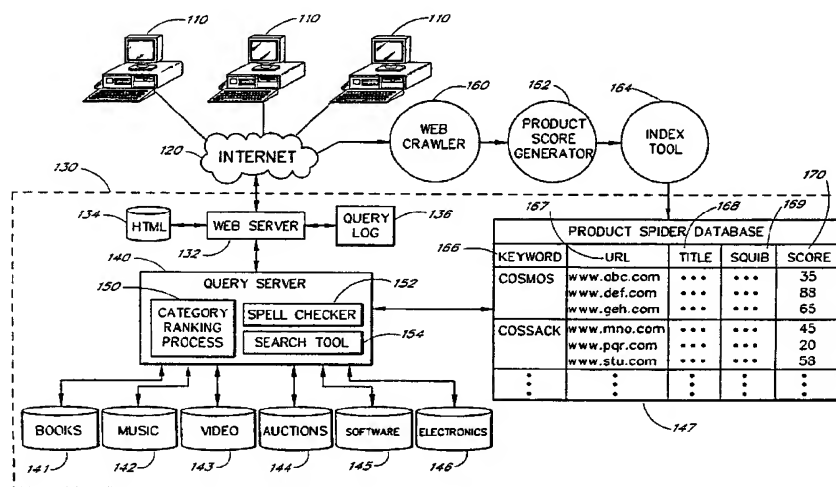 110
110
110
160
162
164
WEB CRAWLER
PRODUCT SCORE GENERATOR
INDEX TOOL
120
INTERNET
130
170
134
HTML
WEB SERVER
132
QUERY LOG
136
167
168
169
166
PRODUCT SPIDER DATABASE
KEYWORD URL TITLE SQUIB SCORE
COSMOS www.abc.com ••• ••• 35
www.def.com ••• ••• 88
www.geh.com ••• ••• 65
COSSACK www.mno.com ••• ••• 45
www.pqr.com ••• ••• 20
www.stu.com ••• ••• 58
147
140
QUERY SERVER
150
152
CATEGORY RANKING PROCESS
SPELL CHECKER
SEARCH TOOL
154
BOOKS
MUSIC
VIDEO
AUCTIONS
SOFTWARE
ELECTRONICS
141
142
143
144
145
146